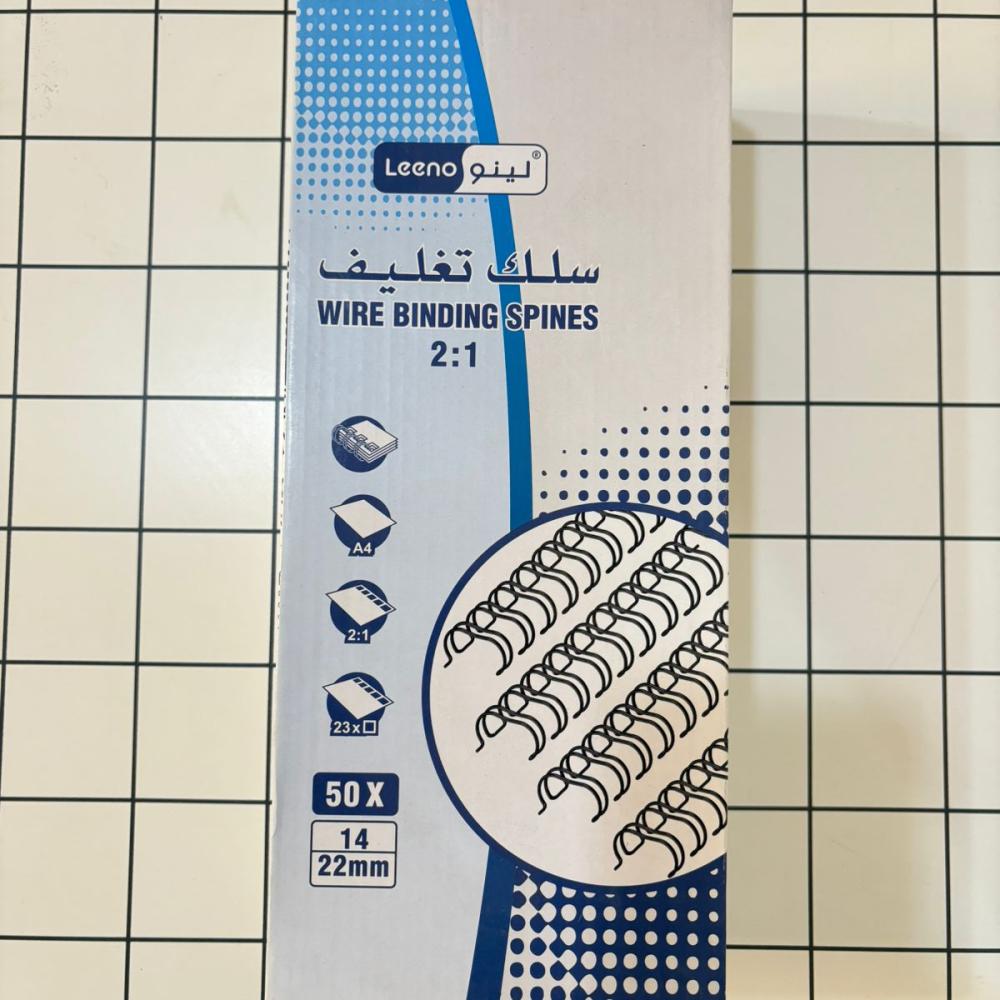 Leeno لينو®
سلك تغليف
WIRE BINDING SPINES
2:1
A4
2:1
23x□
50 X
14
22mm